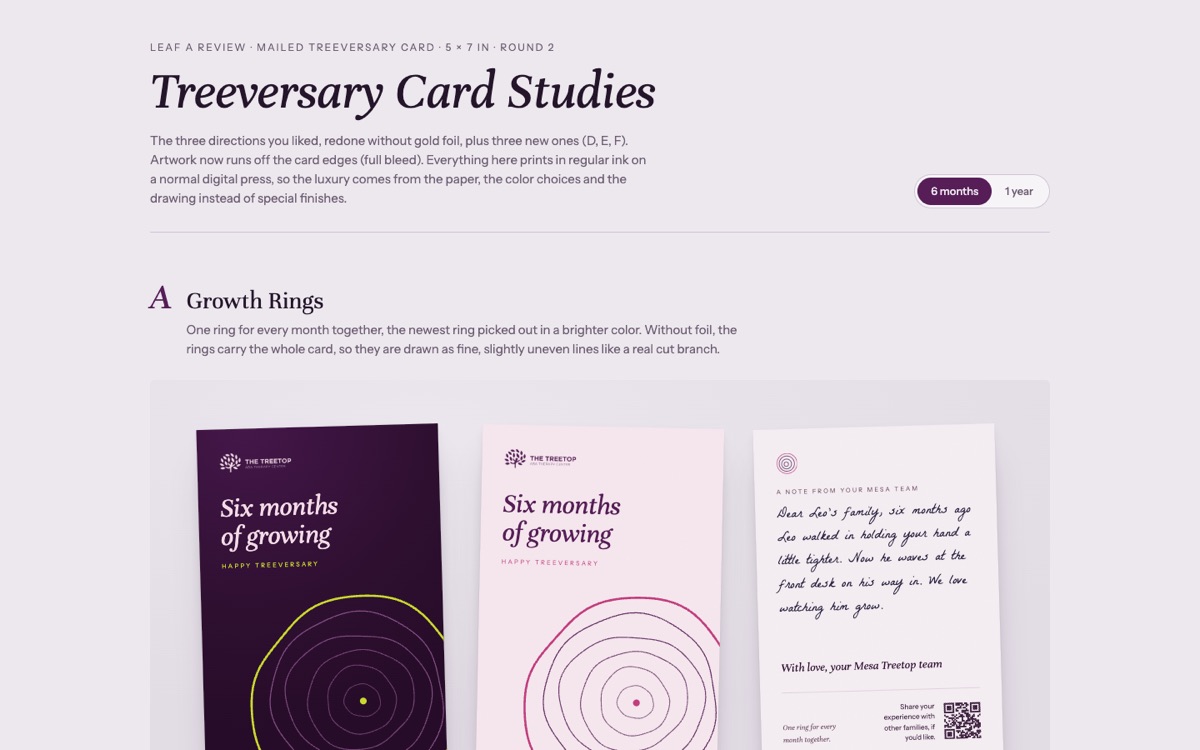 LEAF A REVIEW · MAILED TREEVERSARY CARD · 5 × 7 IN · ROUND 2
Treeversary Card Studies
The three directions you liked, redone without gold foil, plus three new ones (D, E, F).
Artwork now runs off the card edges (full bleed). Everything here prints in regular ink on
a normal digital press, so the luxury comes from the paper, the color choices and the
drawing instead of special finishes.
6 months
1 year
A Growth Rings
One ring for every month together, the newest ring picked out in a brighter color. Without foil, the
rings carry the whole card, so they are drawn as fine, slightly uneven lines like a real cut branch.
THE TREETOP
Six months
of growing
HAPPY TREEVERSARY
THE TREETOP
Six months
of growing
HAPPY TREEVERSARY
A NOTE FROM YOUR MESA TEAM
Dear Leo's family, six months ago
Leo walked in holding your hand a
little tighter. Now he waves at the
front desk on his way in. We love
watching him grow.
With love, your Mesa Treetop team
One ring for every
month together.
Share your
experience with
other families, if
you'd like.